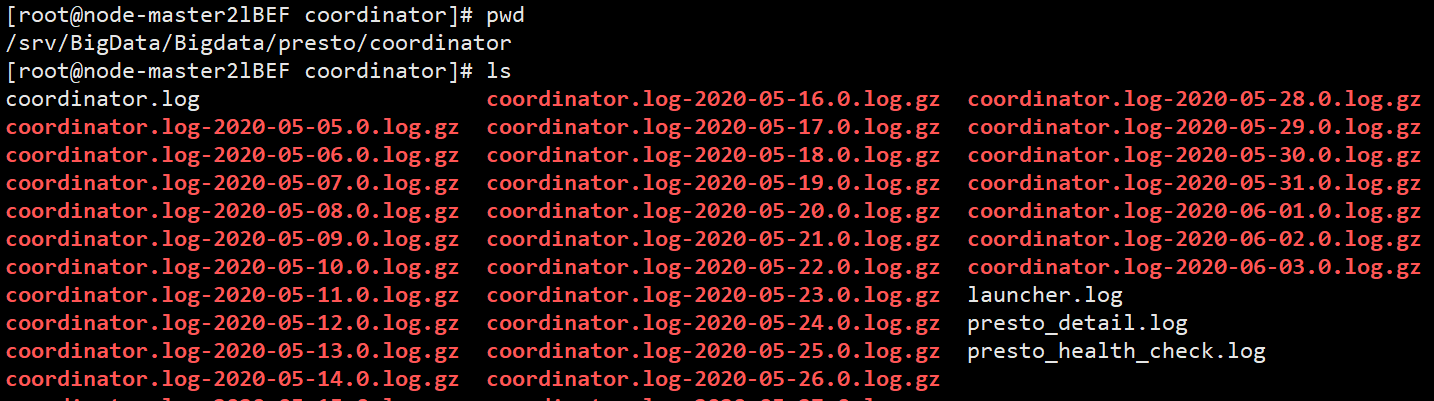 [root@node-master2lBEF coordinator]# pwd
/srv/BigData/Bigdata/presto/coordinator
[root@node-master2lBEF coordinator]# ls
coordinator.log coordinator.log-2020-05-16.0.log.gz coordinator.log-2020-05-28.0.log.gz
coordinator.log-2020-05-05.0.log.gz coordinator.log-2020-05-17.0.log.gz coordinator.log-2020-05-29.0.log.gz
coordinator.log-2020-05-06.0.log.gz coordinator.log-2020-05-18.0.log.gz coordinator.log-2020-05-30.0.log.gz
coordinator.log-2020-05-07.0.log.gz coordinator.log-2020-05-19.0.log.gz coordinator.log-2020-05-31.0.log.gz
coordinator.log-2020-05-08.0.log.gz coordinator.log-2020-05-20.0.log.gz coordinator.log-2020-06-01.0.log.gz
coordinator.log-2020-05-09.0.log.gz coordinator.log-2020-05-21.0.log.gz coordinator.log-2020-06-02.0.log.gz
coordinator.log-2020-05-10.0.log.gz coordinator.log-2020-05-22.0.log.gz coordinator.log-2020-06-03.0.log.gz
coordinator.log-2020-05-11.0.log.gz coordinator.log-2020-05-23.0.log.gz launcher.log
coordinator.log-2020-05-12.0.log.gz coordinator.log-2020-05-24.0.log.gz presto_detail.log
coordinator.log-2020-05-13.0.log.gz coordinator.log-2020-05-25.0.log.gz presto_health_check.log
coordinator.log-2020-05-14.0.log.gz coordinator.log-2020-05-26.0.log.gz